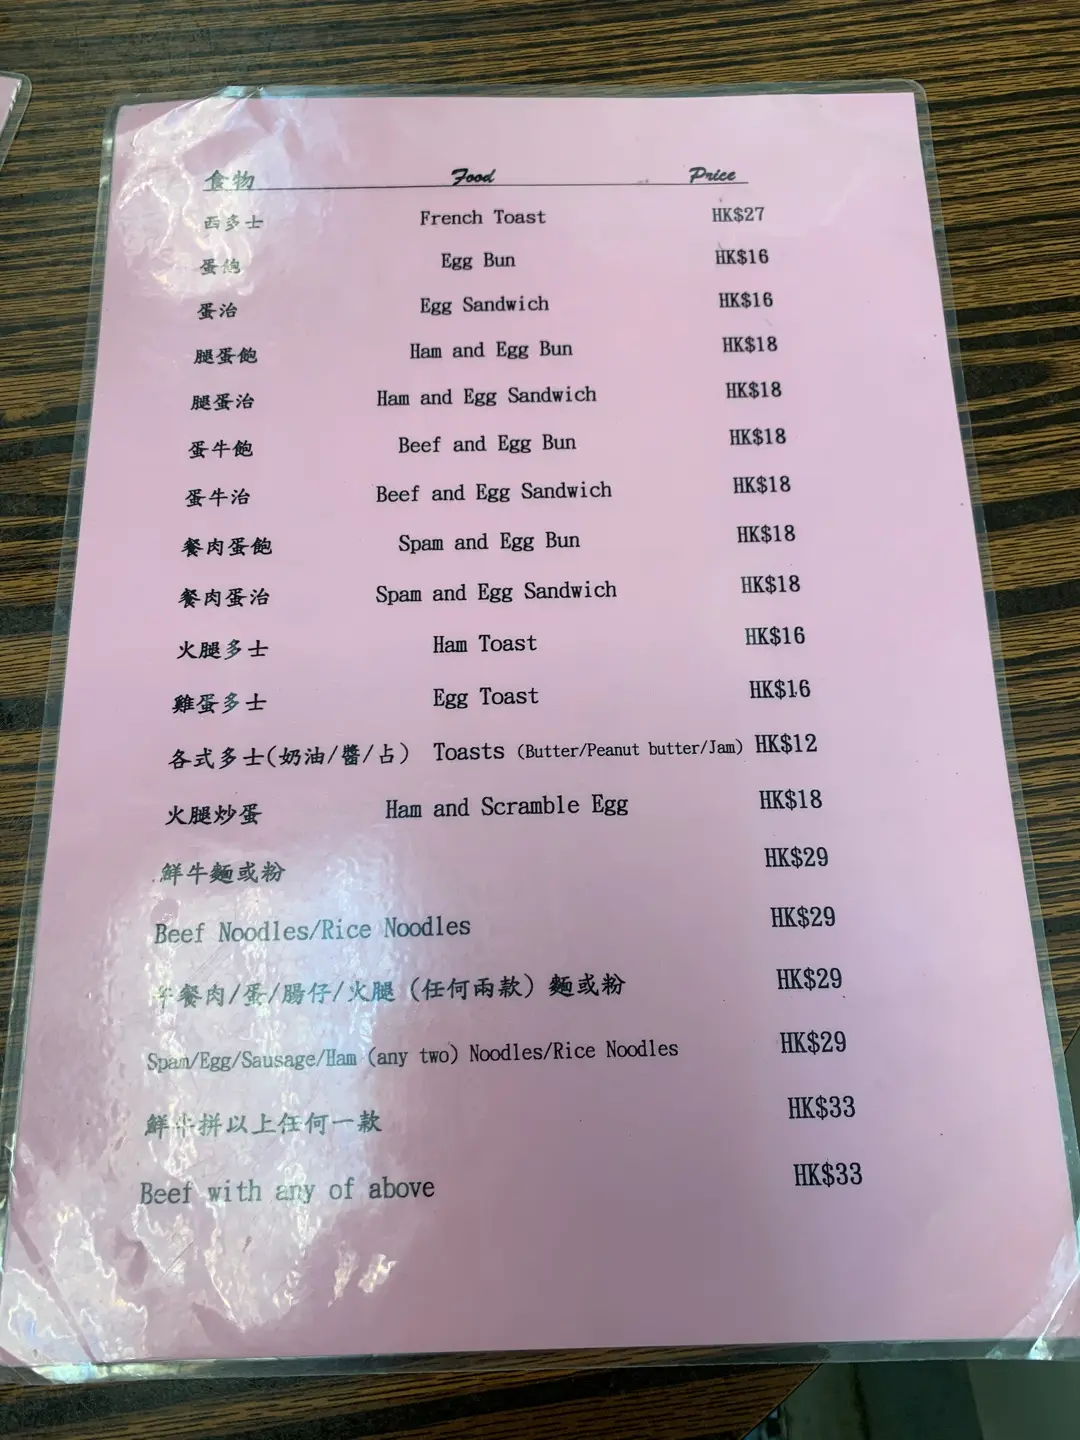 食物 Food Price
西多士 French Toast HK$27
蛋飽 Egg Bun HK$16
蛋治 Egg Sandwich HK$16
腿蛋飽 Ham and Egg Bun HK$18
腿蛋治 Ham and Egg Sandwich HK$18
蛋牛飽 Beef and Egg Bun HK$18
蛋牛治 Beef and Egg Sandwich HK$18
餐肉蛋飽 Spam and Egg Bun HK$18
餐肉蛋治 Spam and Egg Sandwich HK$18
火腿多士 Ham Toast HK$16
雞蛋多士 Egg Toast HK$16
各式多士(奶油/醬/占) Toasts (Butter/Peanut butter/Jam) HK$12
火腿炒蛋 Ham and Scramble Egg HK$18
鮮牛麵或粉 HK$29
Beef Noodles/Rice Noodles HK$29
餐肉/蛋/腸仔/火腿 (任何兩款) 麵或粉 HK$29
Spam/Egg/Sausage/Ham (any two) Noodles/Rice Noodles HK$29
鮮牛拼以上任何一款 HK$33
Beef with any of above HK$33